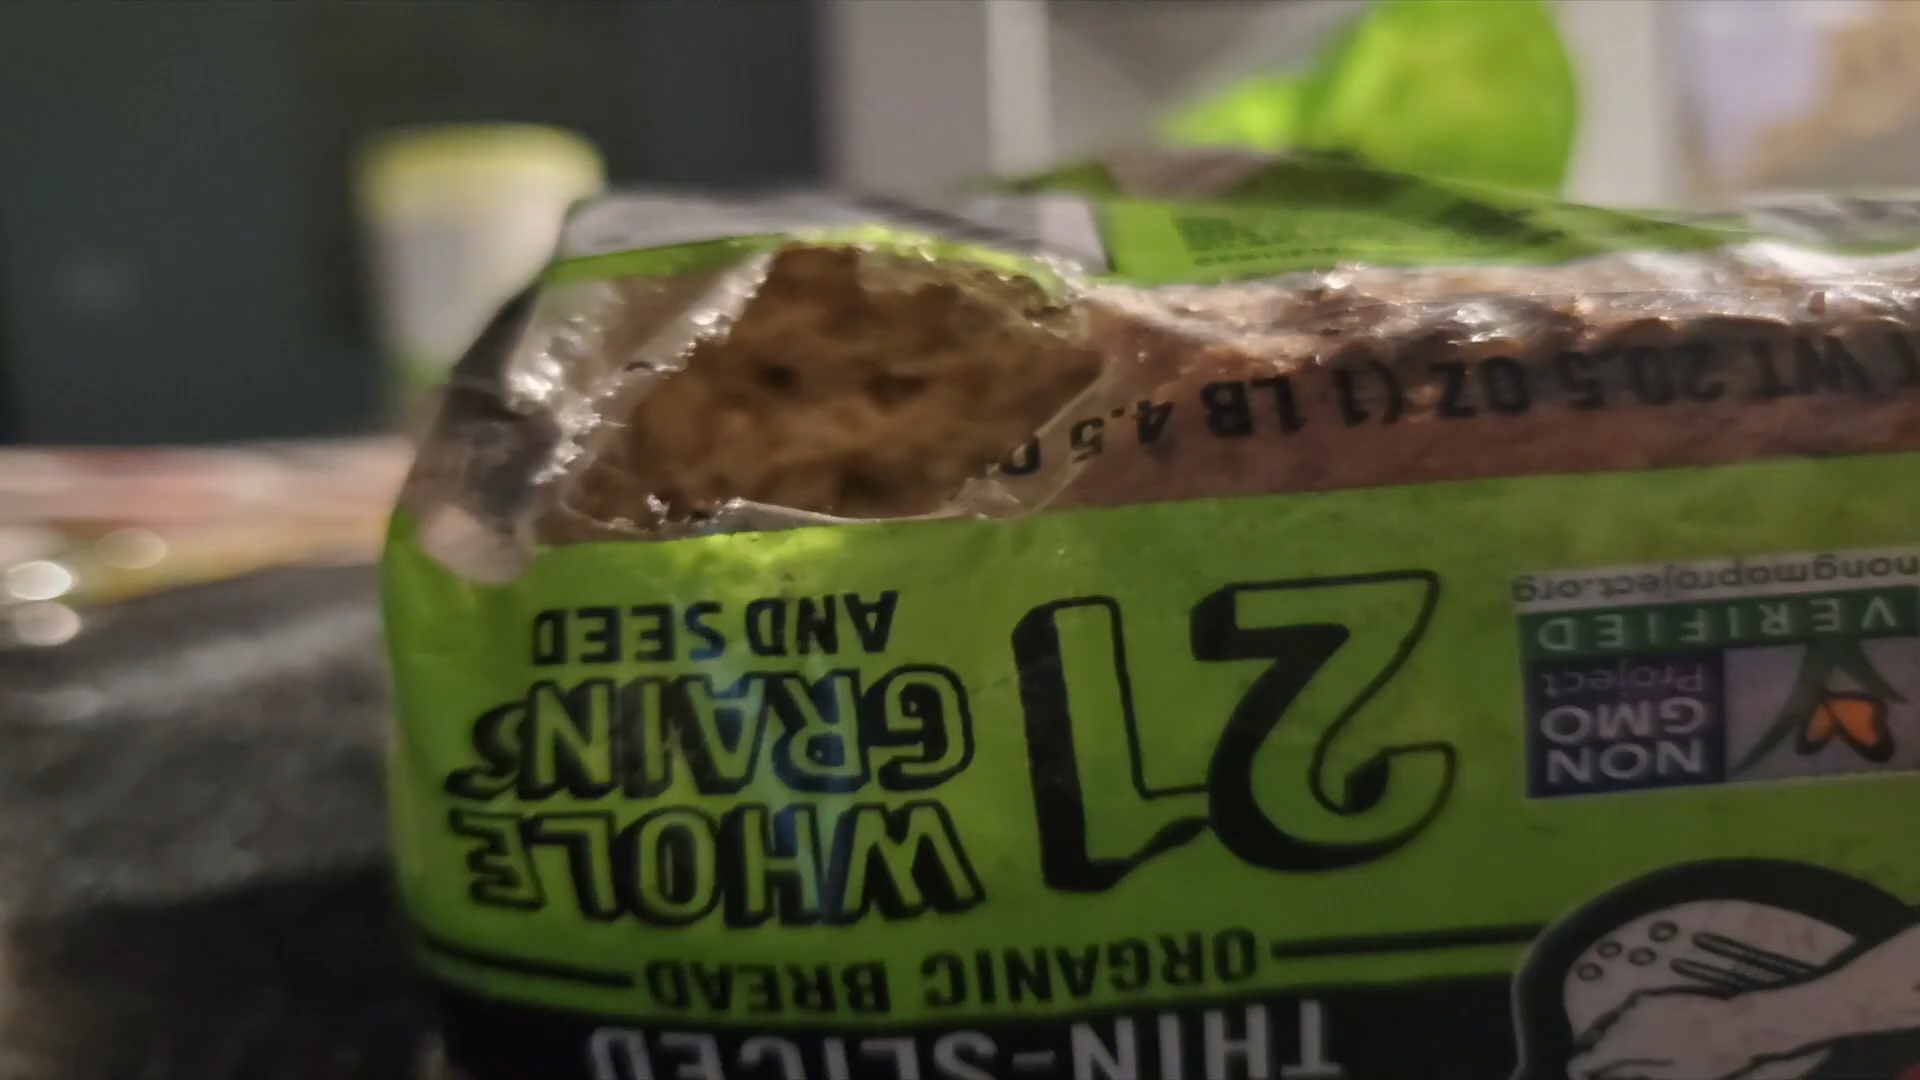 THIN-SLICED
ORGANIC BREAD
21
WHOLE
GRAINS
AND SEED
NON
GMO
Project
VERIFIED
nongmoproject.org
WT 20.5 OZ (1 LB 4.5